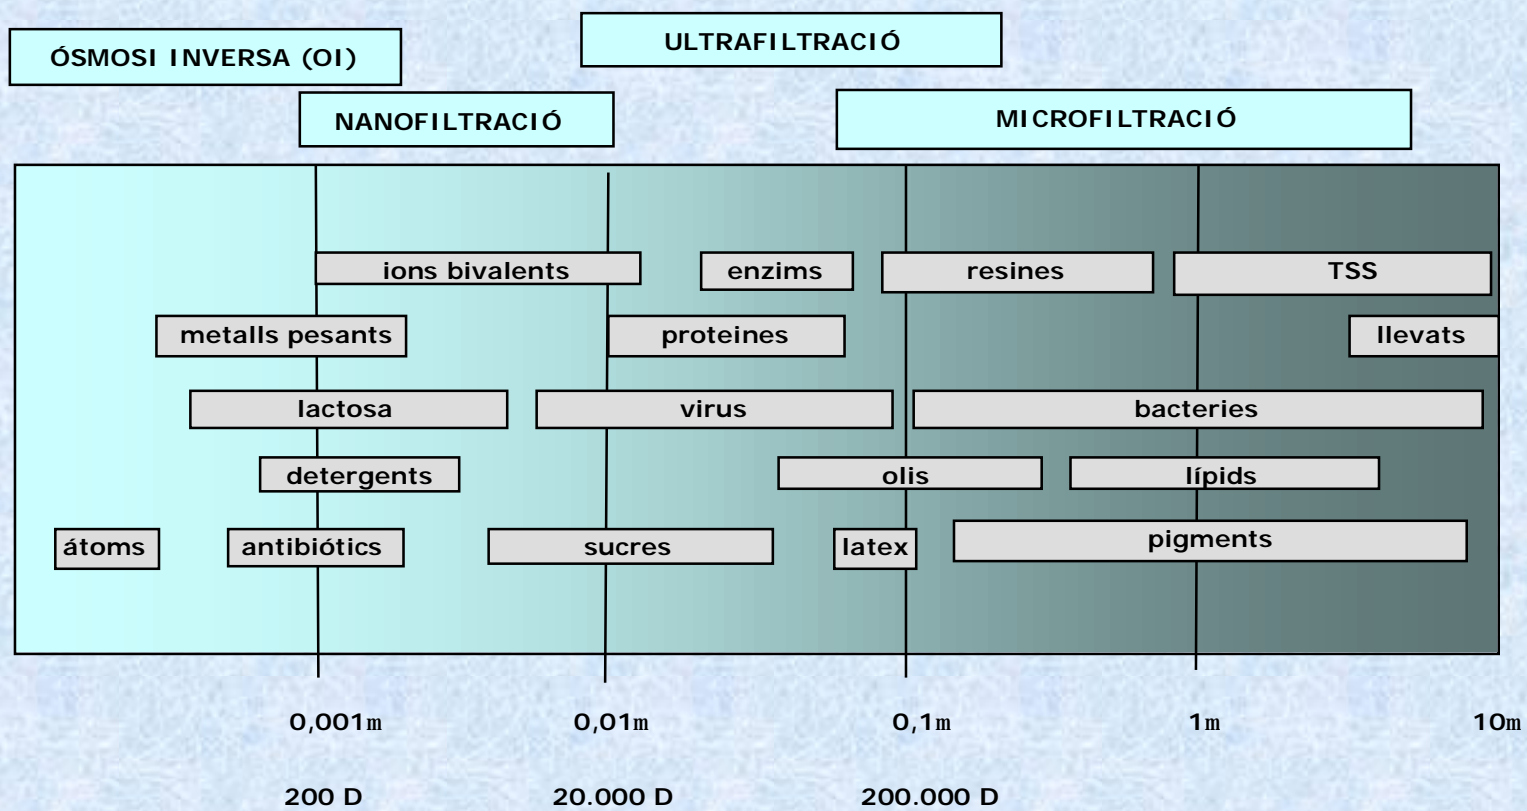 ÓSMOSI INVERSA (OI)
ULTRAFILTRACIÓ
NANOFILTRACIÓ
MICROFILTRACIÓ
ions bivalents
enzims
resines
TSS
metalls pesants
proteines
llevats
lactosa
virus
bacteries
detergents
olis
lípids
átoms
antibiótics
sucres
latex
pigments
0,001m
0,01m
0,1m
1m
10m
200 D
20.000 D
200.000 D